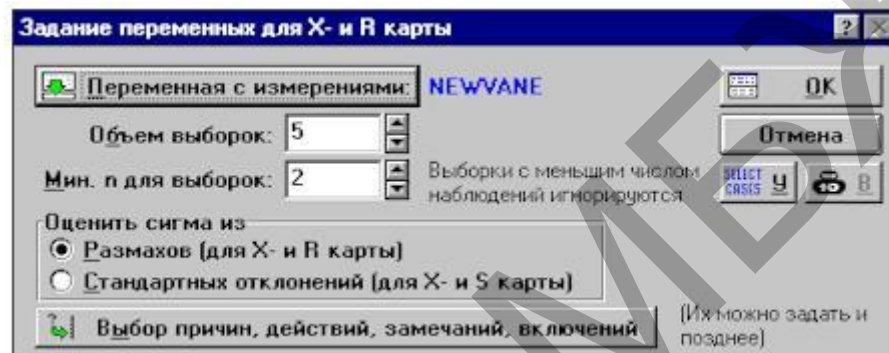 Задание переменных для X- и R карты
Переменная с измерениями: NEWVANE OK
Объем выборок: 5 Отмена
Мин. n для выборок: 2 Выборки с меньшим числом наблюдений игнорируются SELECT CASES У В
Оценить сигма из
Размахов (для X- и R карты)
Стандартных отклонений (для X- и S карты)
Выбор причин, действий, замечаний, включений (Их можно задать и позднее)